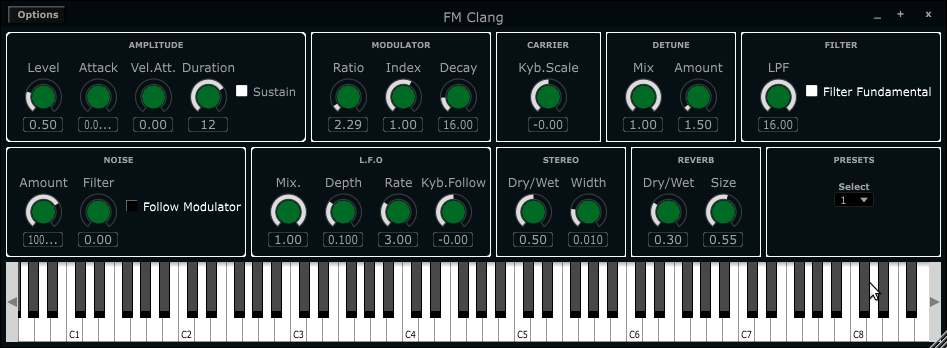 Options
FM Clang
_ + x
AMPLITUDE
Level Attack Vel.Att. Duration
Sustain
0.50 0.0... 0.00 12
MODULATOR
Ratio Index Decay
2.29 1.00 16.00
CARRIER
Kyb.Scale
-0.00
DETUNE
Mix Amount
1.00 1.50
FILTER
LPF
Filter Fundamental
16.00
NOISE
Amount Filter
Follow Modulator
100... 0.00
L.F.O
Mix. Depth Rate Kyb.Follow
1.00 0.100 3.00 -0.00
STEREO
Dry/Wet Width
0.50 0.010
REVERB
Dry/Wet Size
0.30 0.55
PRESETS
Select
1
C1 C2 C3 C4 C5 C6 C7 C8